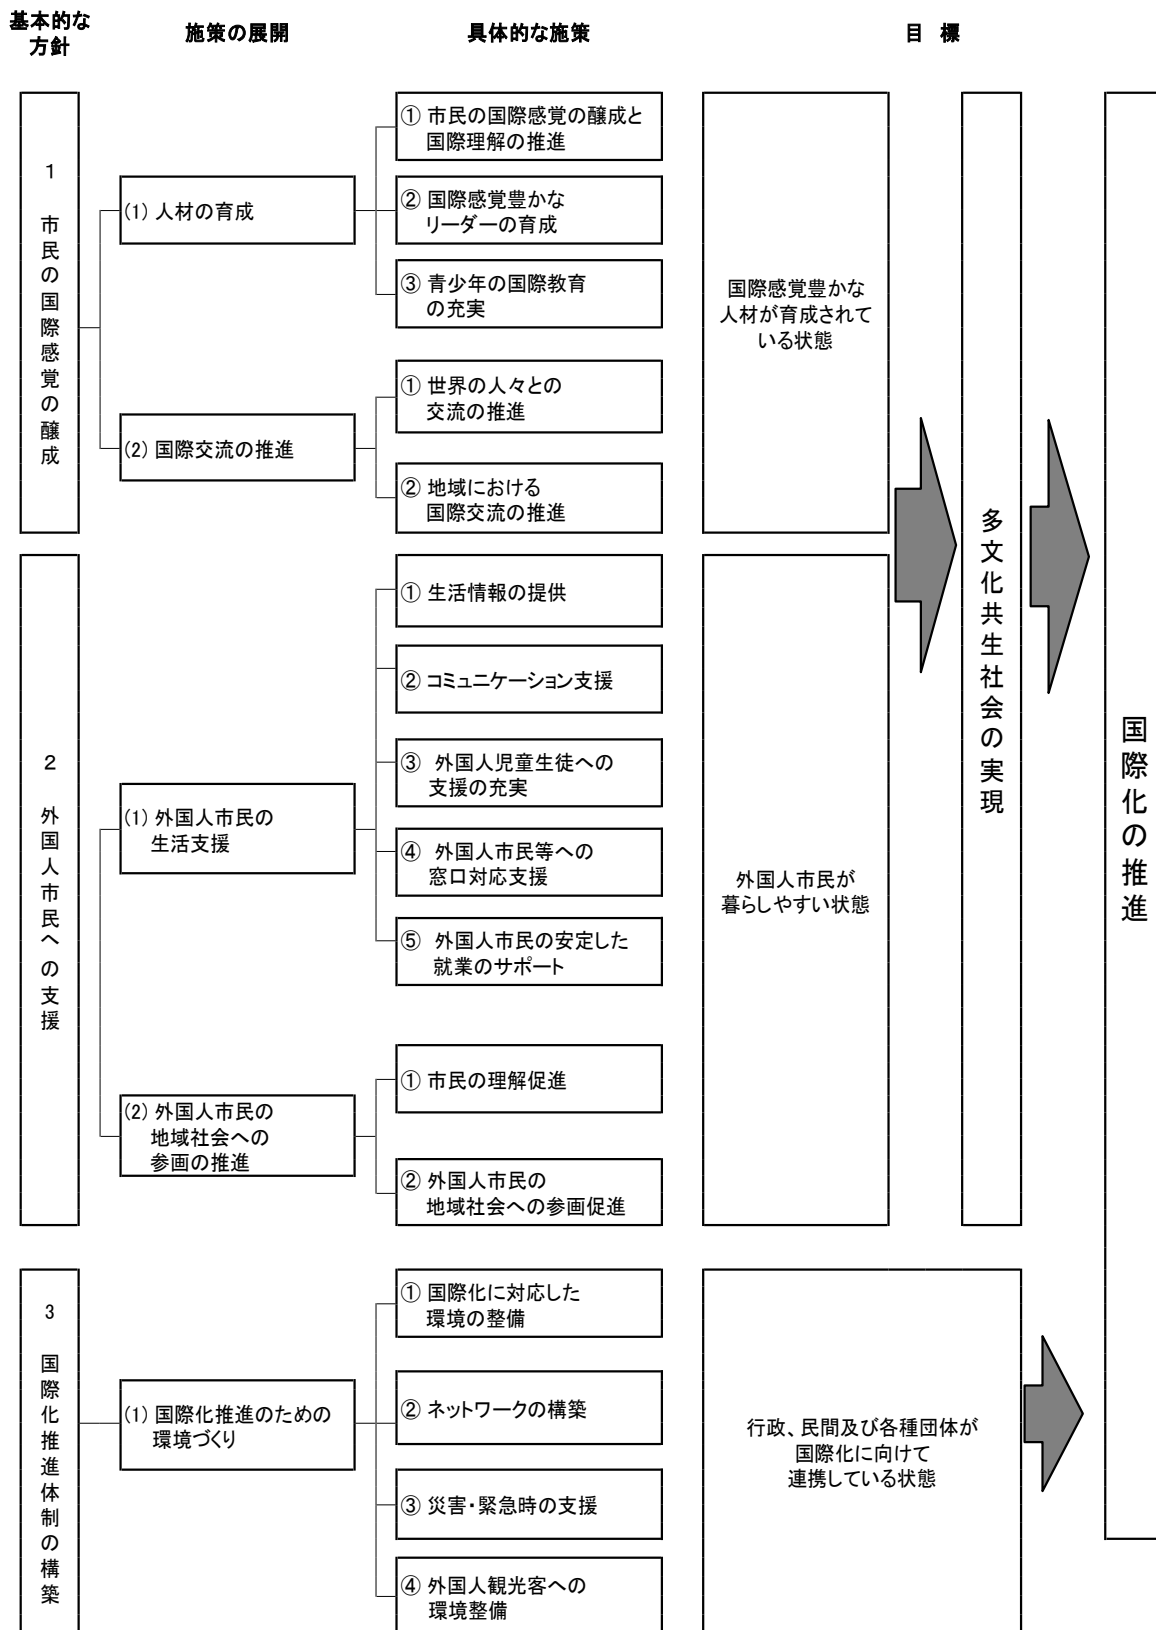 基本的な
方針
施策の展開
具体的な施策
目 標
1 市民の国際感覚の醸成
(1) 人材の育成
① 市民の国際感覚の醸成と
国際理解の推進
② 国際感覚豊かな
リーダーの育成
③ 青少年の国際教育
の充実
(2) 国際交流の推進
① 世界の人々との
交流の推進
② 地域における
国際交流の推進
国際感覚豊かな
人材が育成されて
いる状態
2 外国人市民への支援
(1) 外国人市民の
生活支援
① 生活情報の提供
② コミュニケーション支援
③ 外国人児童生徒への
支援の充実
④ 外国人市民等への
窓口対応支援
⑤ 外国人市民の安定した
就業のサポート
(2) 外国人市民の
地域社会への
参画の推進
① 市民の理解促進
② 外国人市民の
地域社会への参画促進
外国人市民が
暮らしやすい状態
多文化共生社会の実現
3 国際化推進体制の構築
(1) 国際化推進のための
環境づくり
① 国際化に対応した
環境の整備
② ネットワークの構築
③ 災害・緊急時の支援
④ 外国人観光客への
環境整備
行政、民間及び各種団体が
国際化に向けて
連携している状態
国際化の推進